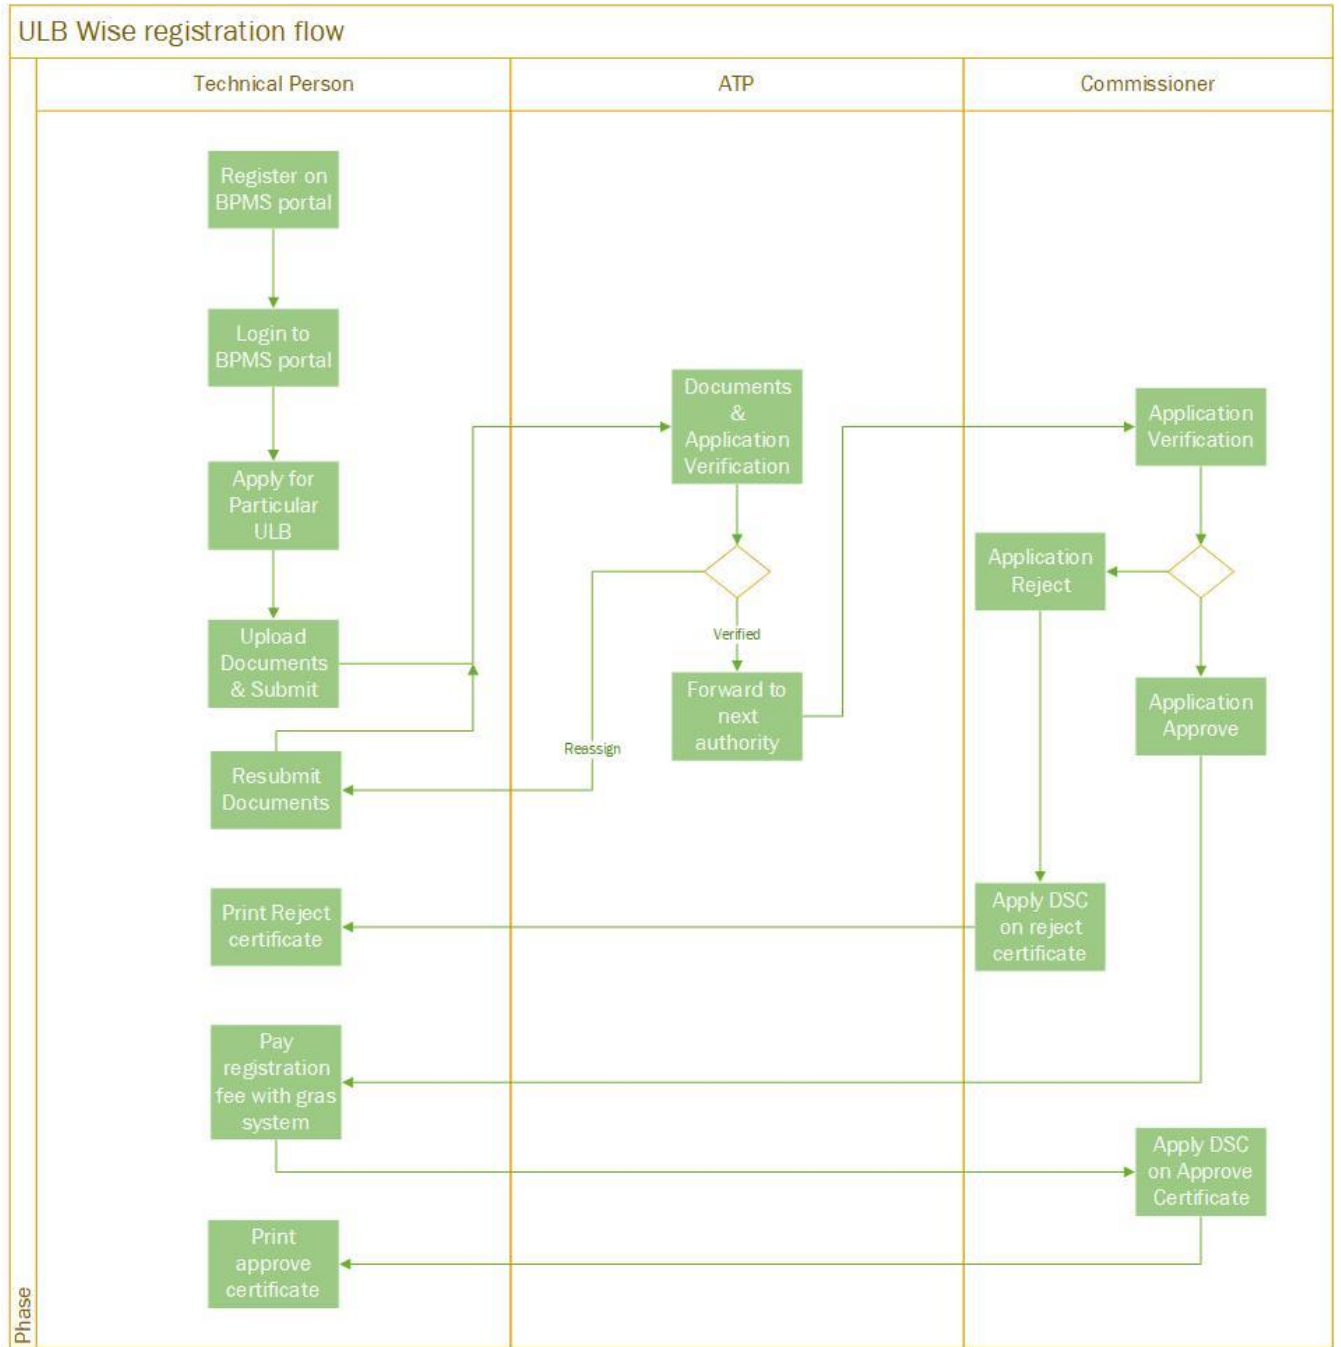 ULB Wise registration flow
Technical Person
ATP
Commissioner
Register on
BPMS portal
Login to
BPMS portal
Apply for
Particular
ULB
Upload
Documents
& Submit
Resubmit
Documents
Print Reject
certificate
Pay
registration
fee with gras
system
Print
approve
certificate
Documents
&
Application
Verification
Verified
Forward to
next
authority
Reassign
Application
Verification
Application
Reject
Application
Approve
Apply DSC
on reject
certificate
Apply DSC
on Approve
Certificate
Phase